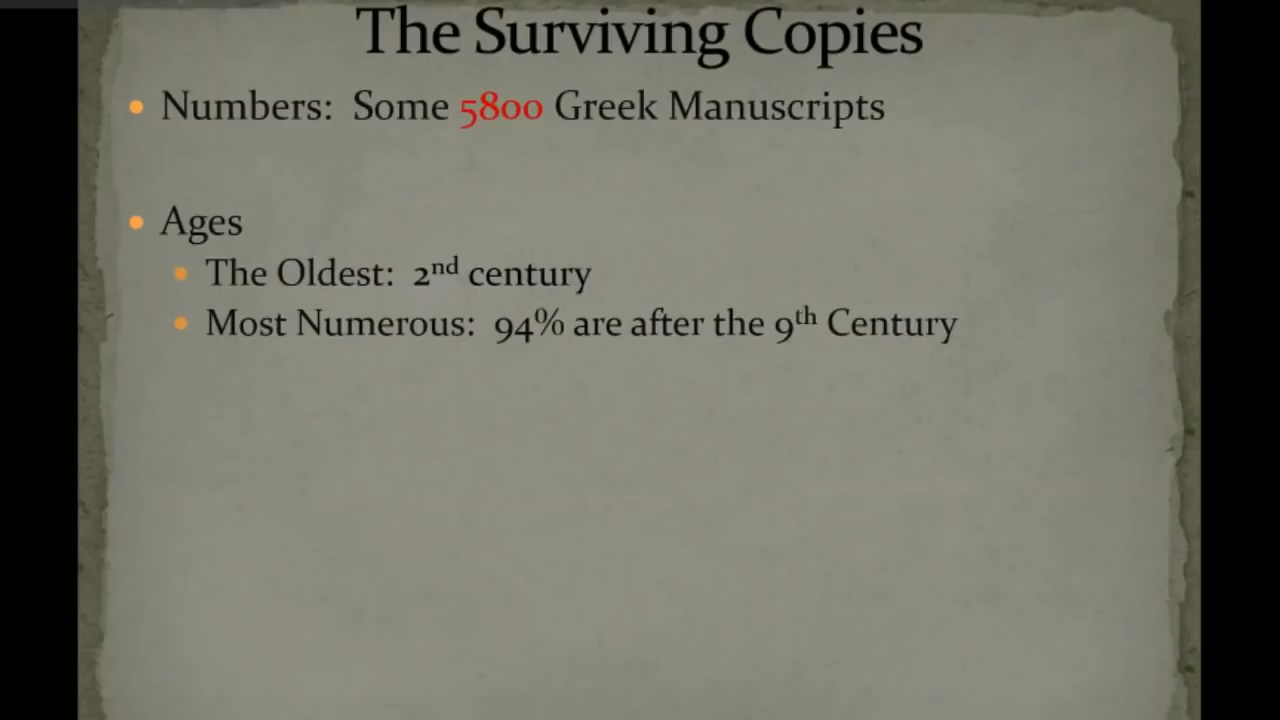 The Surviving Copies
• Numbers: Some 5800 Greek Manuscripts
• Ages
• The Oldest: 2nd century
• Most Numerous: 94% are after the 9th Century